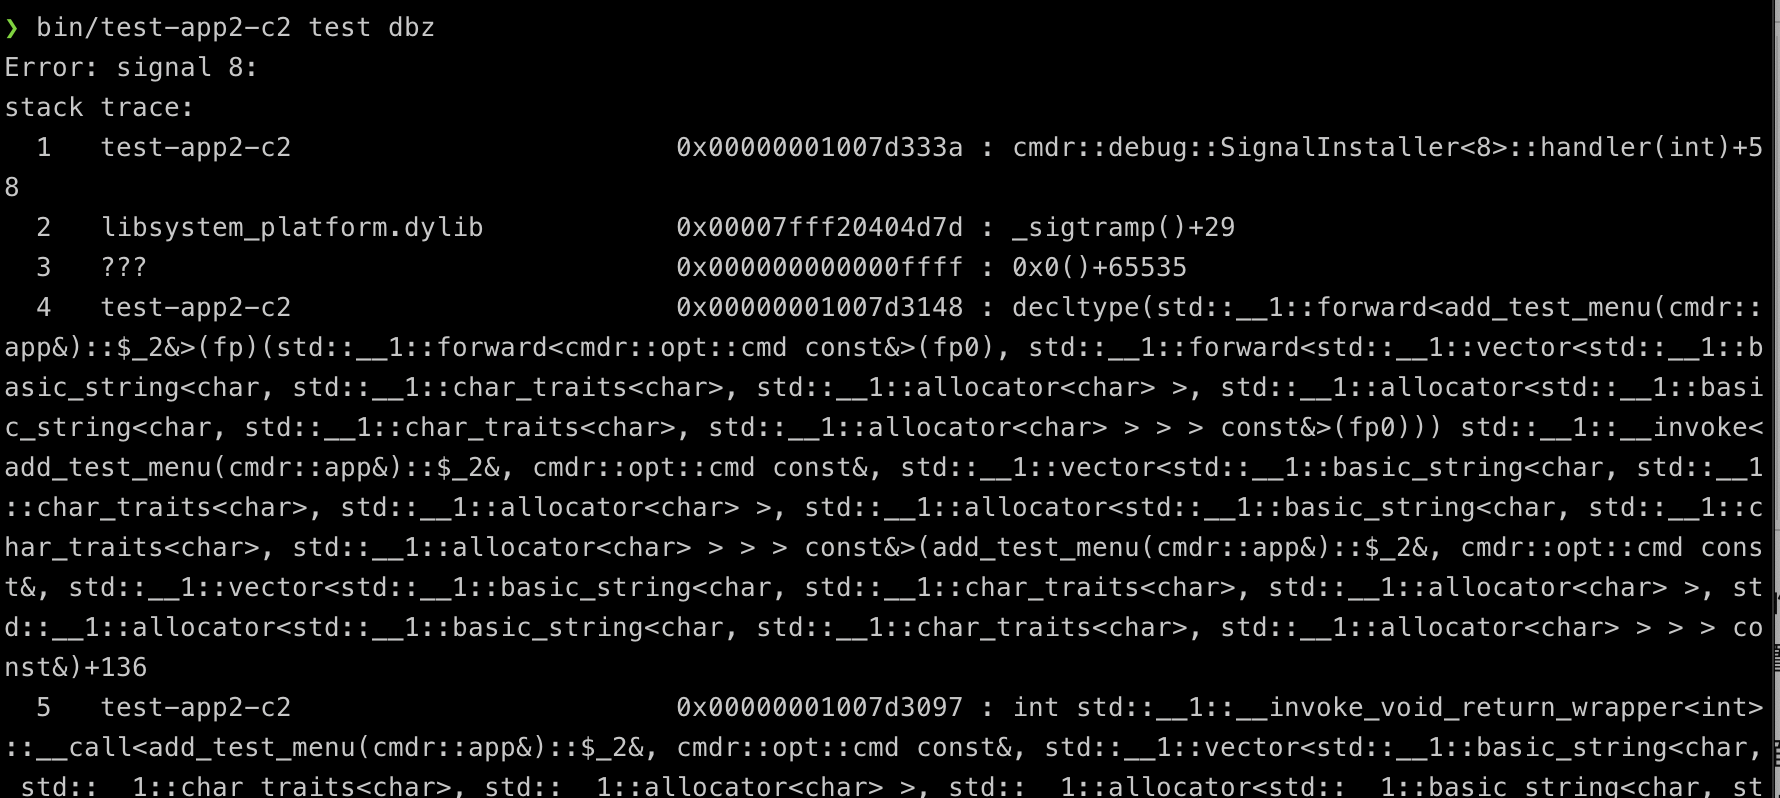 ❯ bin/test-app2-c2 test dbz
Error: signal 8:
stack trace:
  1   test-app2-c2                        0x00000001007d333a : cmdr::debug::SignalInstaller<8>::handler(int)+5
8
  2   libsystem_platform.dylib            0x00007fff20404d7d : _sigtramp()+29
  3   ???                                 0x000000000000ffff : 0x0()+65535
  4   test-app2-c2                        0x00000001007d3148 : decltype(std::__1::forward<add_test_menu(cmdr::
app&)::$_2&>(fp)(std::__1::forward<cmdr::opt::cmd const&>(fp0), std::__1::forward<std::__1::vector<std::__1::b
asic_string<char, std::__1::char_traits<char>, std::__1::allocator<char> >, std::__1::allocator<std::__1::basi
c_string<char, std::__1::char_traits<char>, std::__1::allocator<char> > > > const&>(fp0))) std::__1::__invoke<
add_test_menu(cmdr::app&)::$_2&, cmdr::opt::cmd const&, std::__1::vector<std::__1::basic_string<char, std::__1
::char_traits<char>, std::__1::allocator<char> >, std::__1::allocator<std::__1::basic_string<char, std::__1::c
har_traits<char>, std::__1::allocator<char> > > > const&>(add_test_menu(cmdr::app&)::$_2&, cmdr::opt::cmd cons
t&, std::__1::vector<std::__1::basic_string<char, std::__1::char_traits<char>, std::__1::allocator<char> >, st
d::__1::allocator<std::__1::basic_string<char, std::__1::char_traits<char>, std::__1::allocator<char> > > > co
nst&)+136
  5   test-app2-c2                        0x00000001007d3097 : int std::__1::__invoke_void_return_wrapper<int>
::__call<add_test_menu(cmdr::app&)::$_2&, cmdr::opt::cmd const&, std::__1::vector<std::__1::basic_string<char,
 std::__1::char_traits<char>, std::__1::allocator<char> >, std::__1::allocator<std::__1::basic_string<char, st